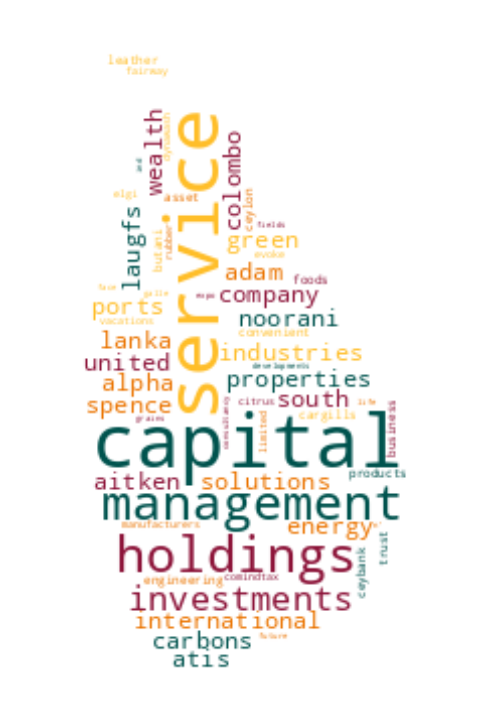 leather
fairway
wealth
service
colombo
elgi
asset
ceylon
fields
laugfs
butani
rubber
green
evoke
adam
foods
company
ports
vacations
noorani
convenient
lanka
industries
united
developments
alpha
properties
spence
citrus
south
life
grains
consultancy
limited
cargills
business
capital
products
aitken
solutions
management
manufacturers
energy
trust
holdings
ceybank
engineering
comindtax
investments
international
future
carbons
atis